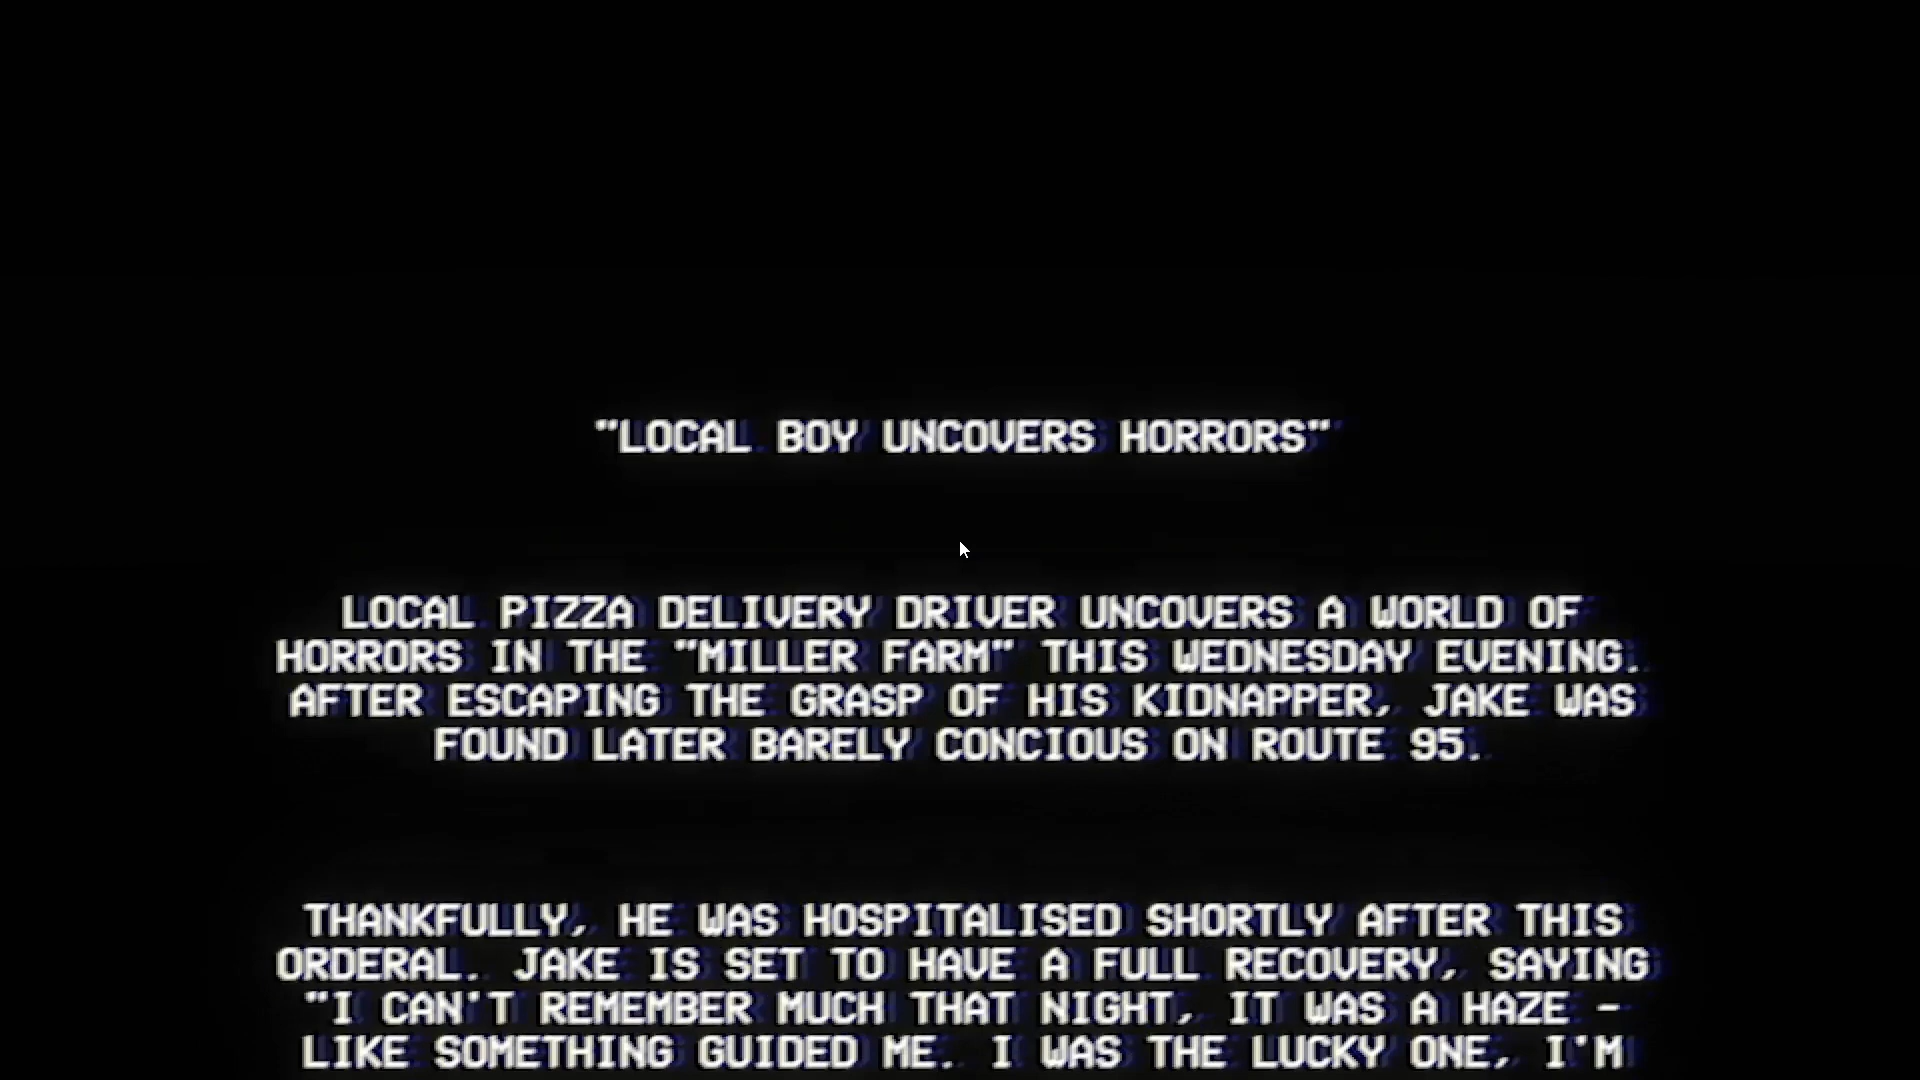 "LOCAL BOY UNCOVERS HORRORS"
LOCAL PIZZA DELIVERY DRIVER UNCOVERS A WORLD OF
HORRORS IN THE "MILLER FARM" THIS WEDNESDAY EVENING.
AFTER ESCAPING THE GRASP OF HIS KIDNAPPER, JAKE WAS
FOUND LATER BARELY CONCIOUS ON ROUTE 95.
THANKFULLY, HE WAS HOSPITALISED SHORTLY AFTER THIS
ORDERAL. JAKE IS SET TO HAVE A FULL RECOVERY, SAYING
"I CAN'T REMEMBER MUCH THAT NIGHT, IT WAS A HAZE -
LIKE SOMETHING GUIDED ME. I WAS THE LUCKY ONE, I'M